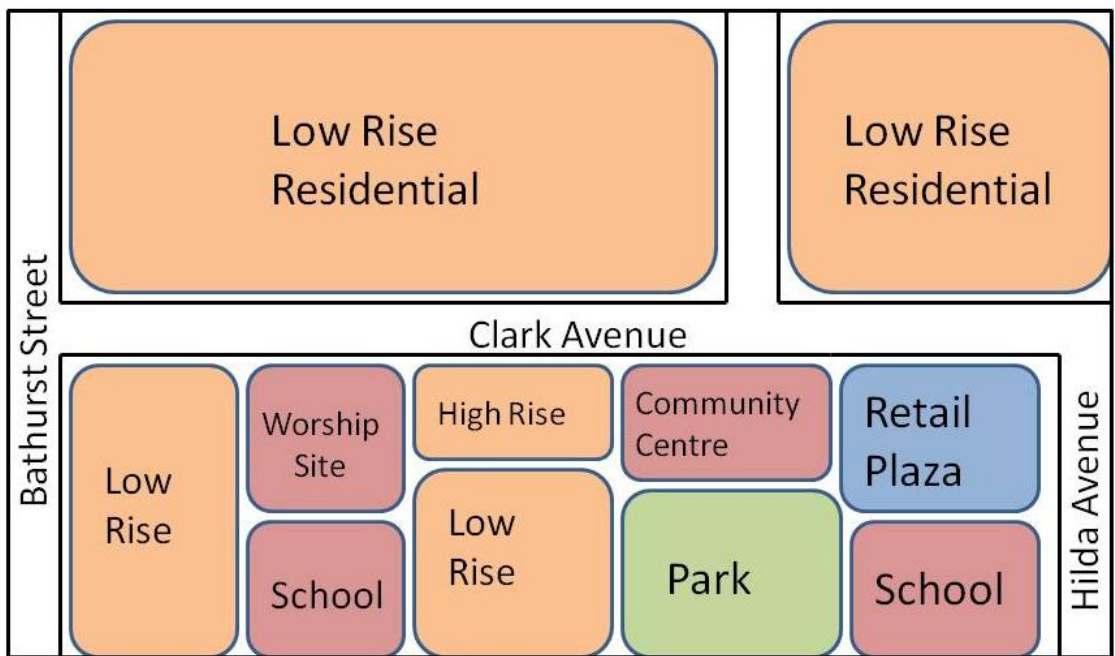 Low Rise
Residential
Low Rise
Residential
Bathurst Street
Clark Avenue
Hilda Avenue
Low
Rise
Worship
Site
School
High Rise
Low
Rise
Community
Centre
Park
Retail
Plaza
School